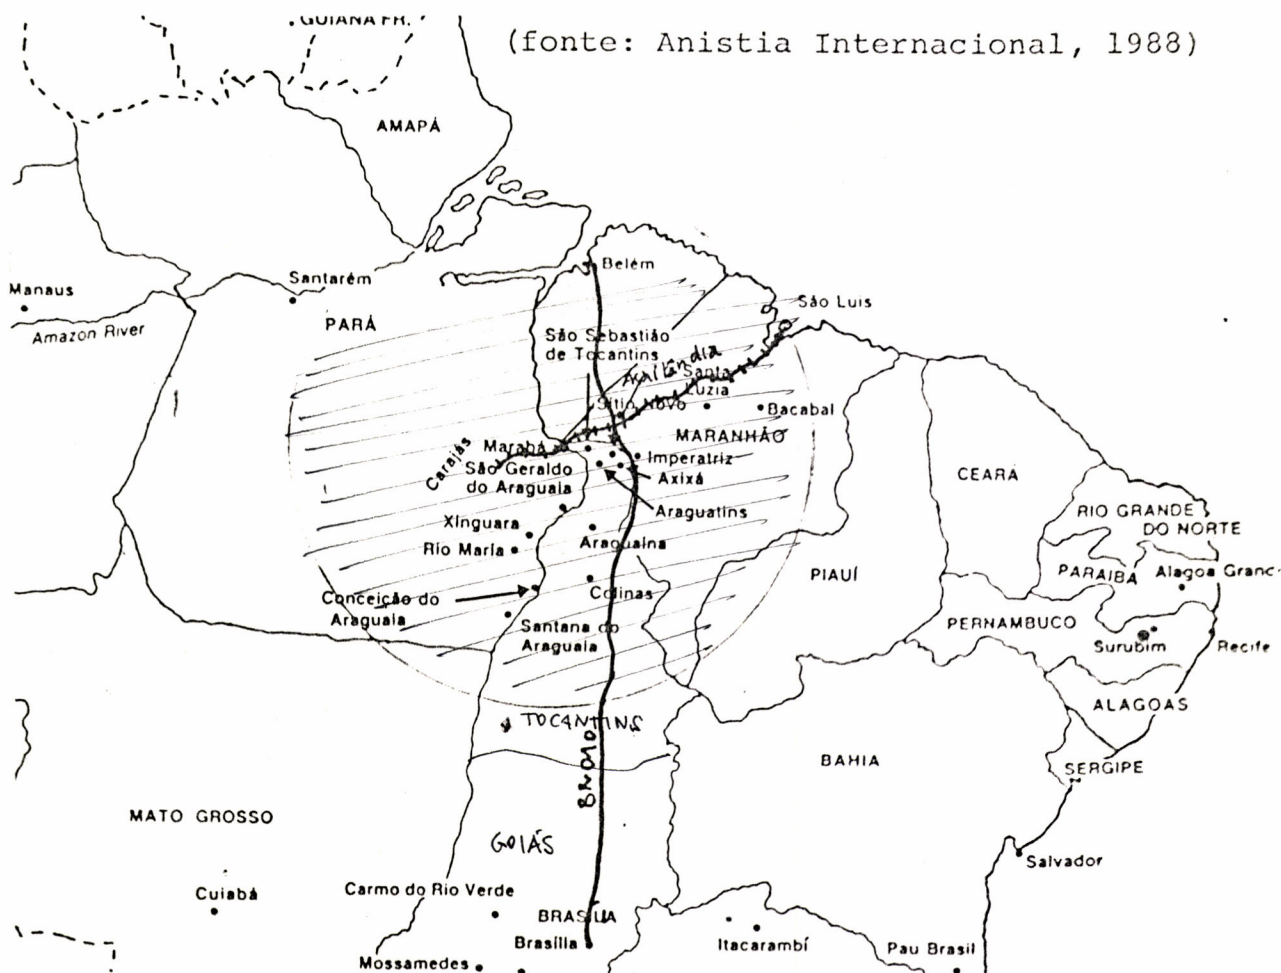 GUIANA FR.
(fonte: Anistia Internacional, 1988)
AMAPÁ
Belém
Santarém
Manaus
São Luis
Amazon River
PARÁ
São Sebastião
de Tocantins
Açailândia
Santa
Luzia
Sítio Novo
Bacabal
MARANHÃO
Marabá
Carajás
Imperatriz
São Geraldo
do Araguaia
Axixá
CEARÁ
Araguatins
RIO GRANDE
DO NORTE
Xinguara
Rio Maria
Araguaina
PIAUÍ
PARAIBA
Alagoa Granc
Conceição do
Araguaia
Colinas
Santana do
Araguaia
PERNAMBUCO
Surubim
Recife
ALAGOAS
TOCANTINS
BR010
BAHIA
SERGIPE
MATO GROSSO
GOIÁS
Salvador
Cuiabá
Carmo do Rio Verde
BRASÍLIA
Brasília
Itacarambí
Pau Brasil
Mossamedes